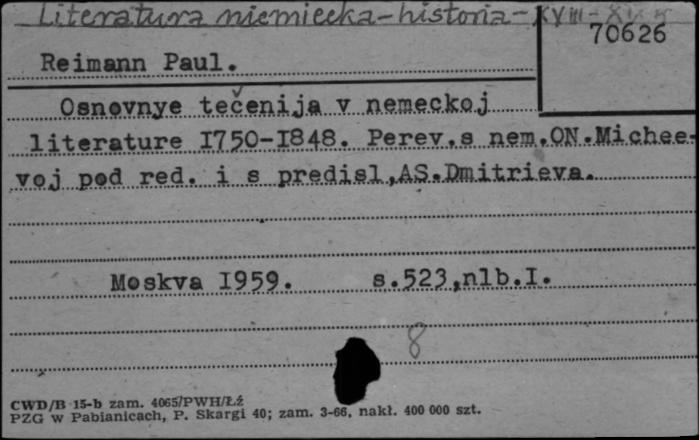 Literatura niemiecka - historia - XVIII - XIX w
70626
Reimann Paul.
Osnovnye tečenija v nemeckoj
literature I750-I848. Perev.s nem.ON.Michee-
voj pod red. i s predisl,AS.Dmitrieva.
Moskva I959. s.523,nlb.I.
8
CWD/B 15-b zam. 4065/PWH/Łź
PZG w Pabianicach, P. Skargi 40; zam. 3-66, nakł. 400 000 szt.